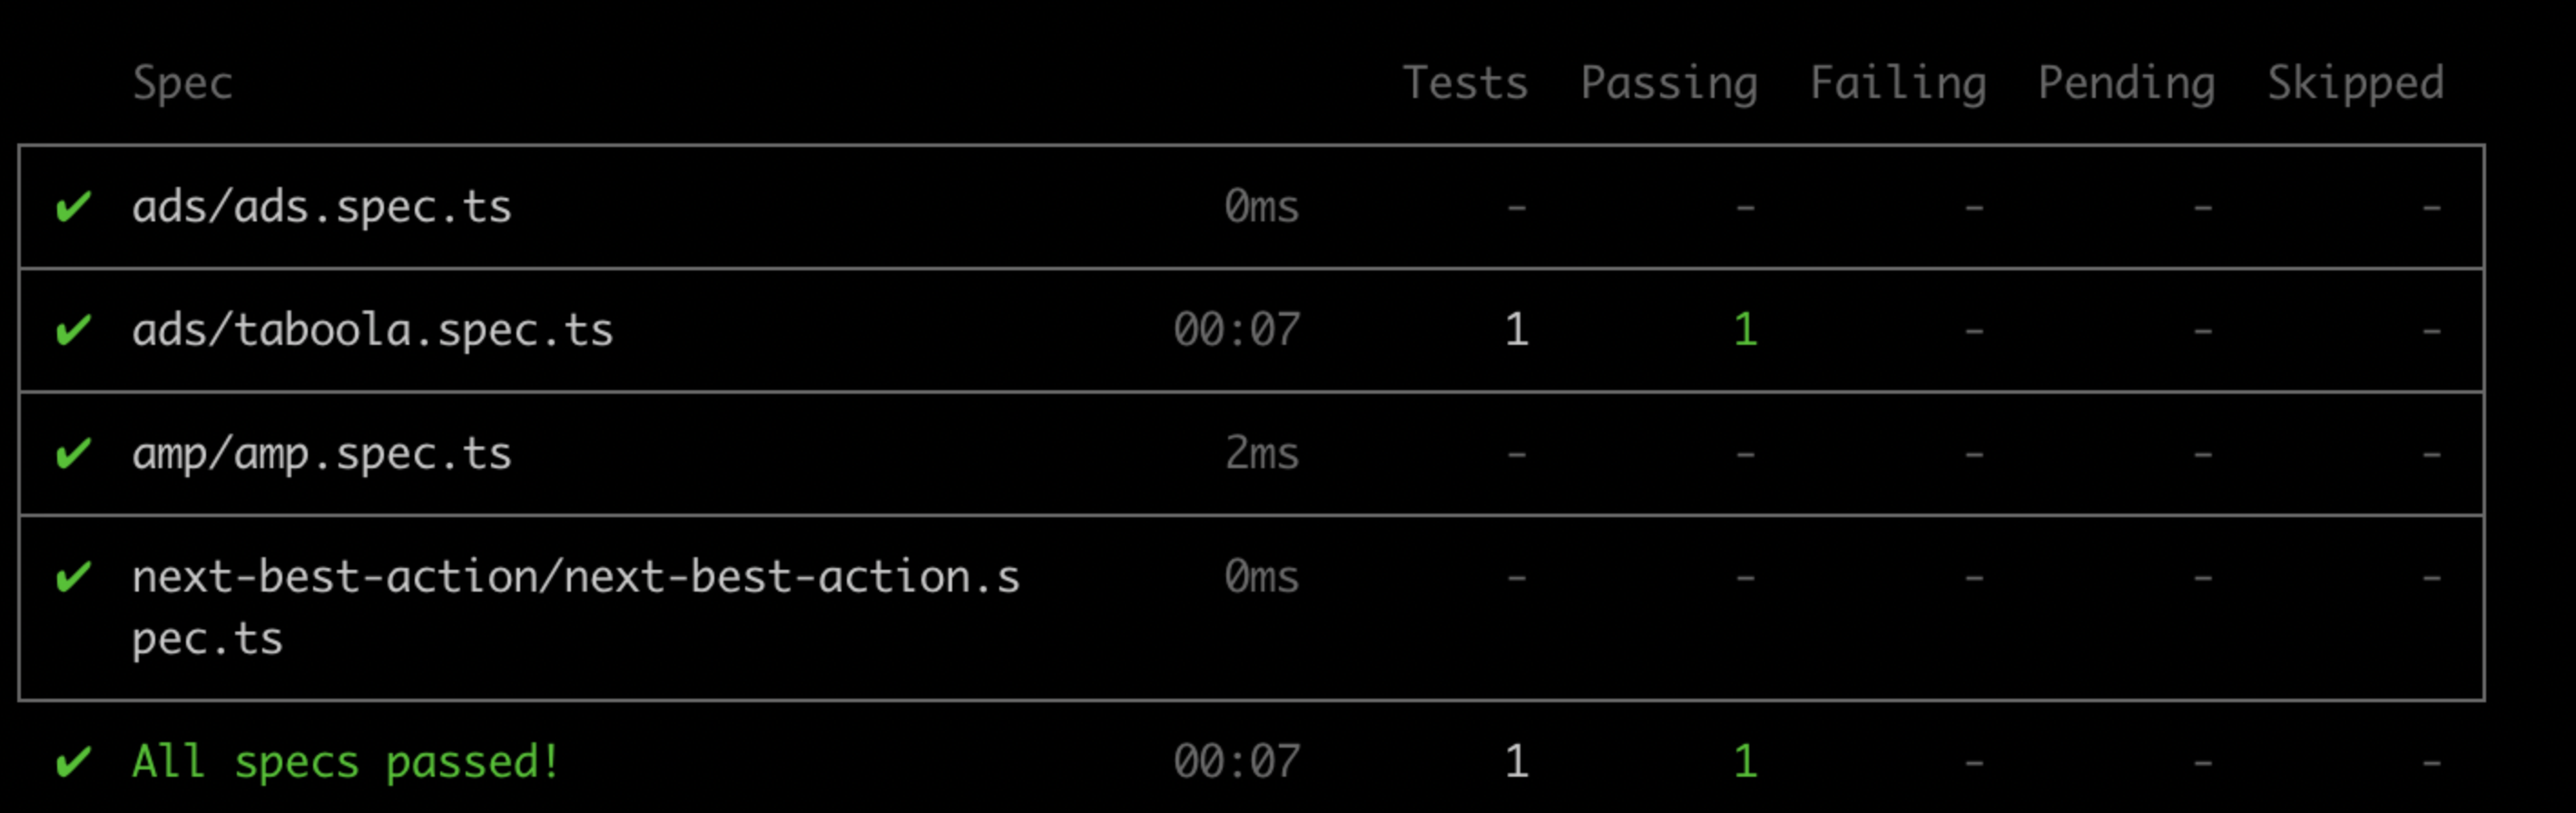 Spec Tests Passing Failing Pending Skipped
✔ ads/ads.spec.ts 0ms - - - - -
✔ ads/taboola.spec.ts 00:07 1 1 - - -
✔ amp/amp.spec.ts 2ms - - - - -
✔ next-best-action/next-best-action.s 0ms - - - - -
pec.ts
✔ All specs passed! 00:07 1 1 - - -